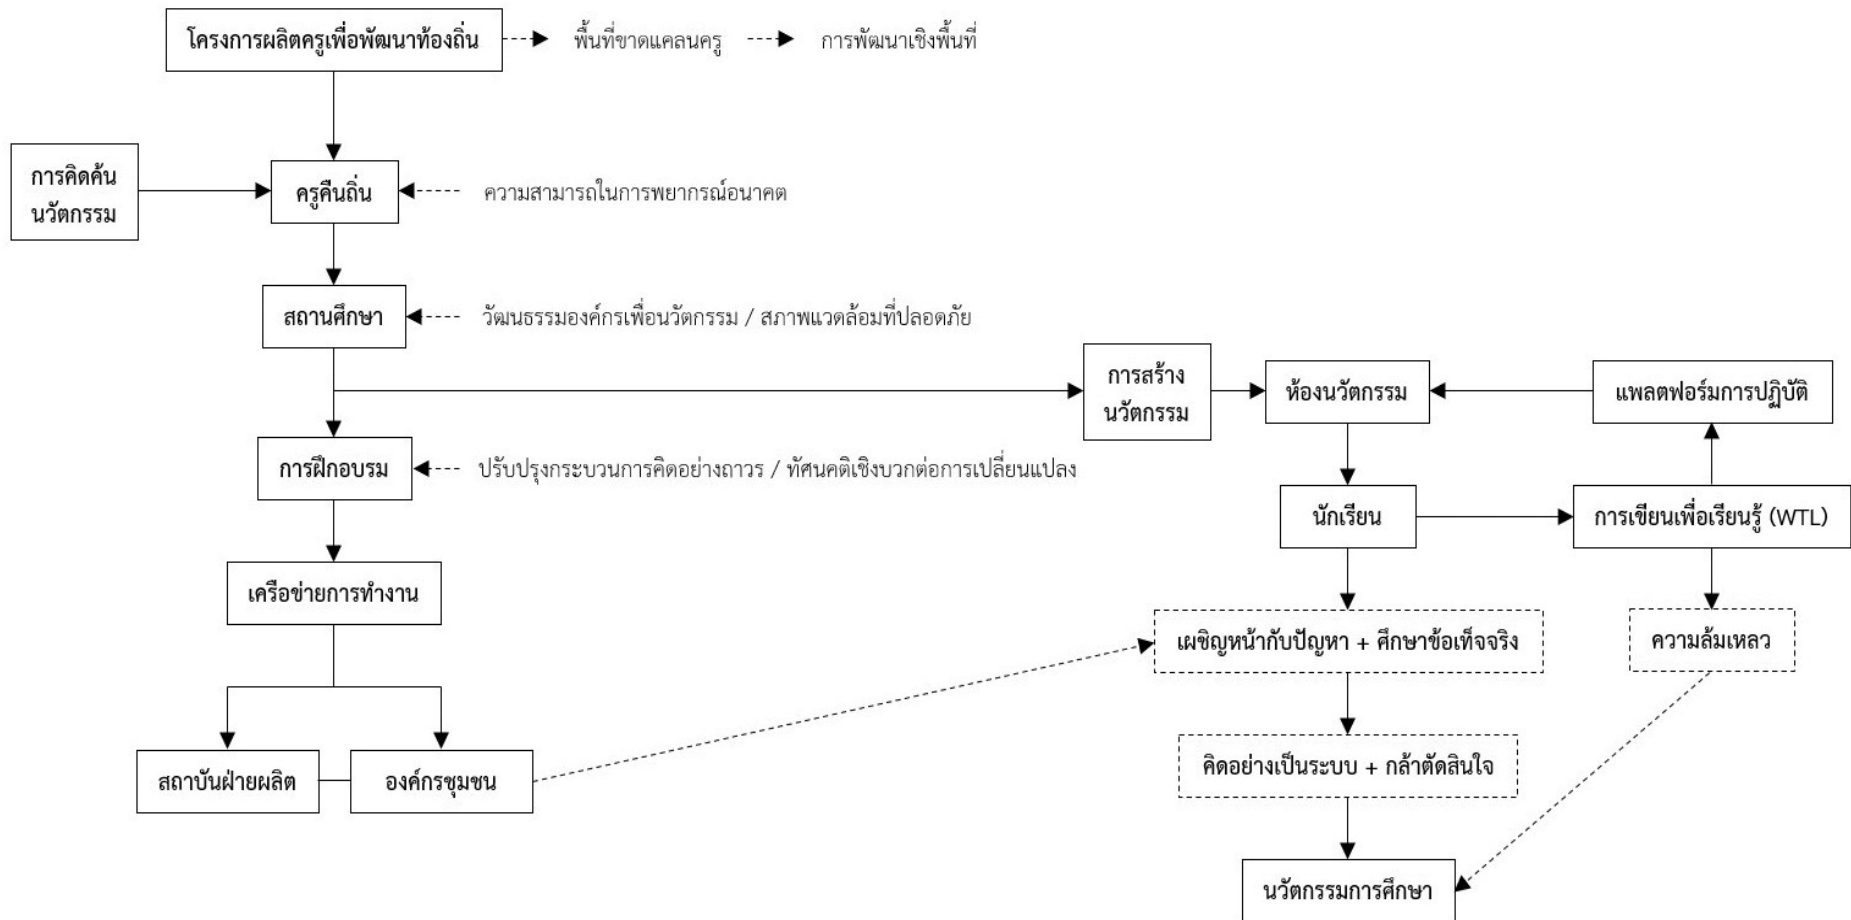 โครงการผลิตครูเพื่อพัฒนาท้องถิ่น
พื้นที่ขาดแคลนครู
การพัฒนาเชิงพื้นที่
การคิดค้น
นวัตกรรม
ครูคืนถิ่น
ความสามารถในการพยากรณ์อนาคต
สถานศึกษา
วัฒนธรรมองค์กรเพื่อนวัตกรรม / สภาพแวดล้อมที่ปลอดภัย
การสร้าง
นวัตกรรม
ห้องนวัตกรรม
แพลตฟอร์มการปฏิบัติ
การฝึกอบรม
ปรับปรุงกระบวนการคิดอย่างถาวร / ทัศนคติเชิงบวกต่อการเปลี่ยนแปลง
นักเรียน
การเขียนเพื่อเรียนรู้ (WTL)
เครือข่ายการทำงาน
เผชิญหน้ากับปัญหา + ศึกษาข้อเท็จจริง
ความล้มเหลว
สถาบันฝ่ายผลิต
องค์กรชุมชน
คิดอย่างเป็นระบบ + กล้าตัดสินใจ
นวัตกรรมการศึกษา